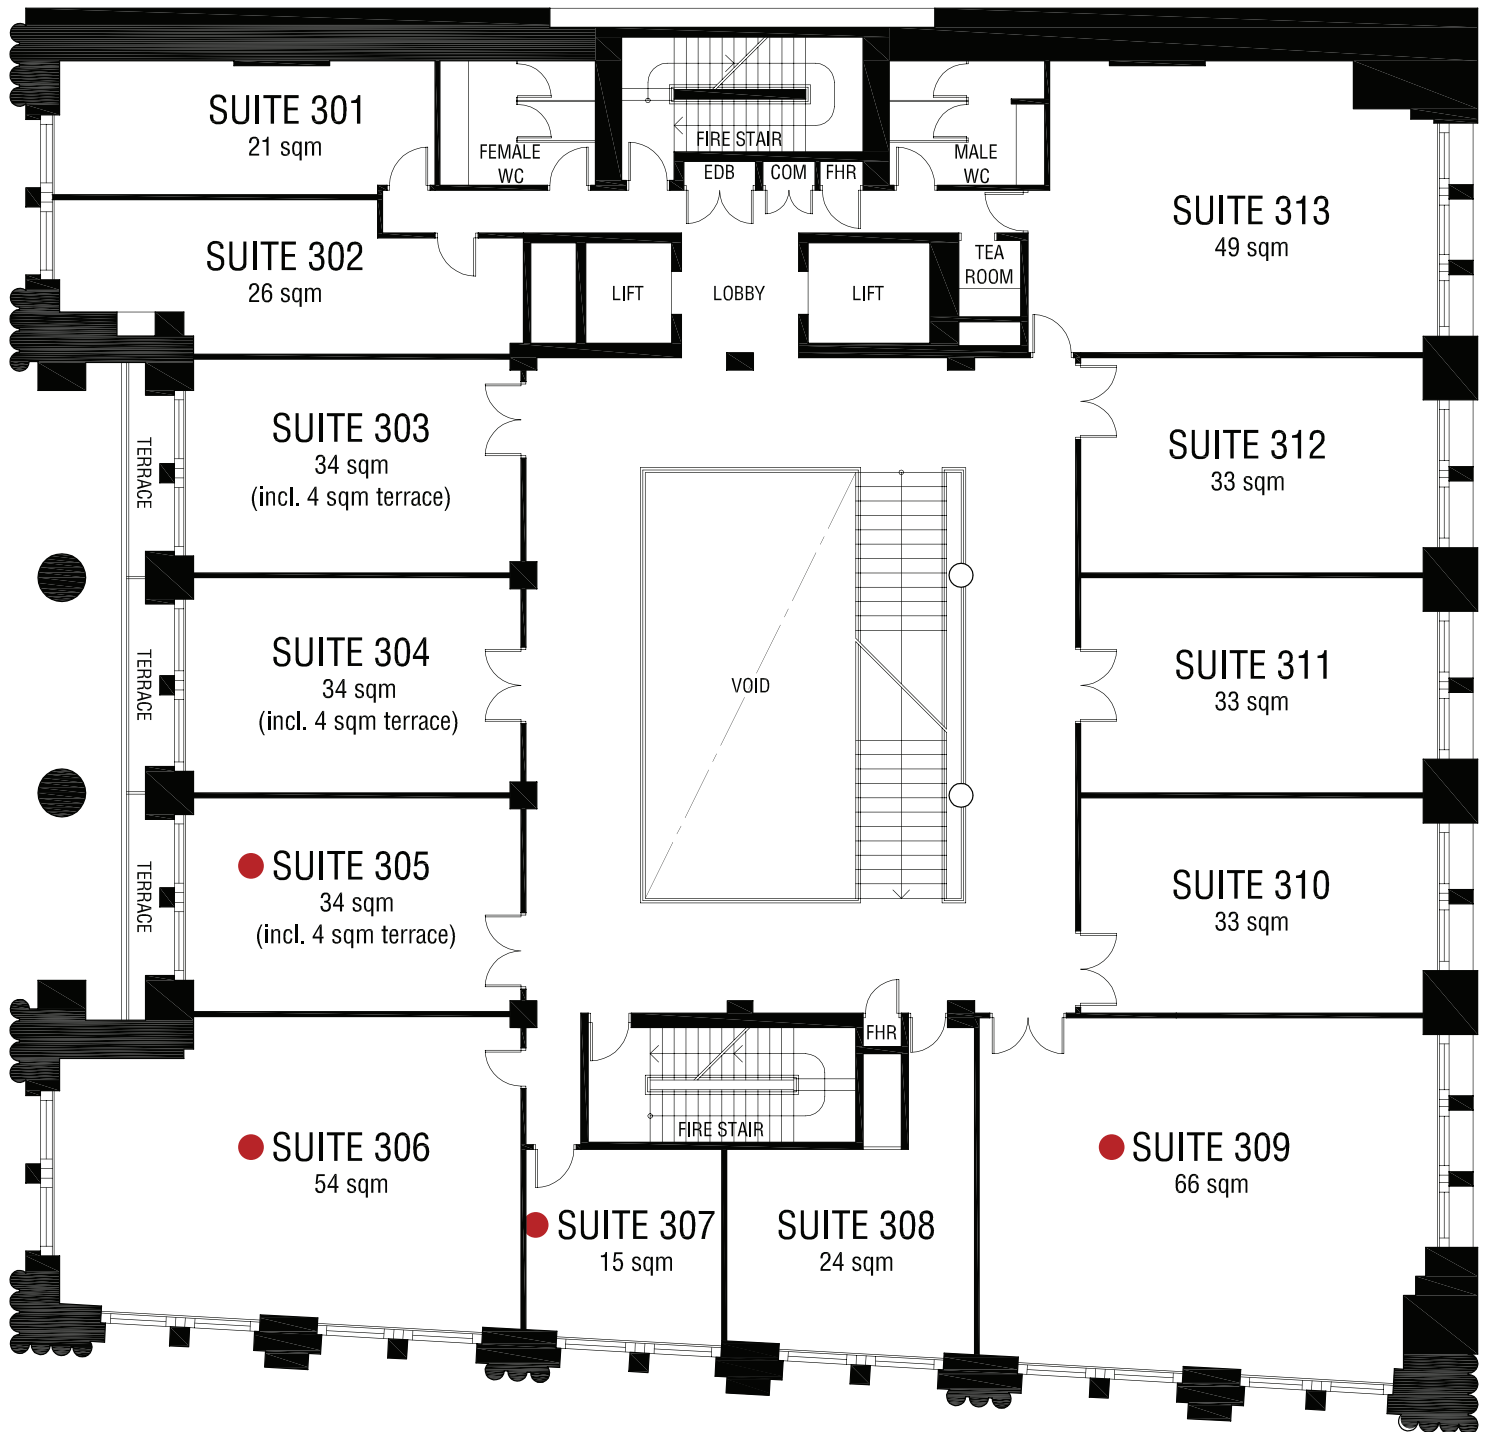 SUITE 301
21 sqm
FEMALE
WC
FIRE STAIR
EDB
COM
FHR
MALE
WC
SUITE 313
49 sqm
SUITE 302
26 sqm
LIFT
LOBBY
LIFT
TEA
ROOM
TERRACE
SUITE 303
34 sqm
(incl. 4 sqm terrace)
SUITE 312
33 sqm
TERRACE
SUITE 304
34 sqm
(incl. 4 sqm terrace)
VOID
SUITE 311
33 sqm
TERRACE
SUITE 305
34 sqm
(incl. 4 sqm terrace)
SUITE 310
33 sqm
FHR
FIRE STAIR
SUITE 306
54 sqm
SUITE 307
15 sqm
SUITE 308
24 sqm
SUITE 309
66 sqm